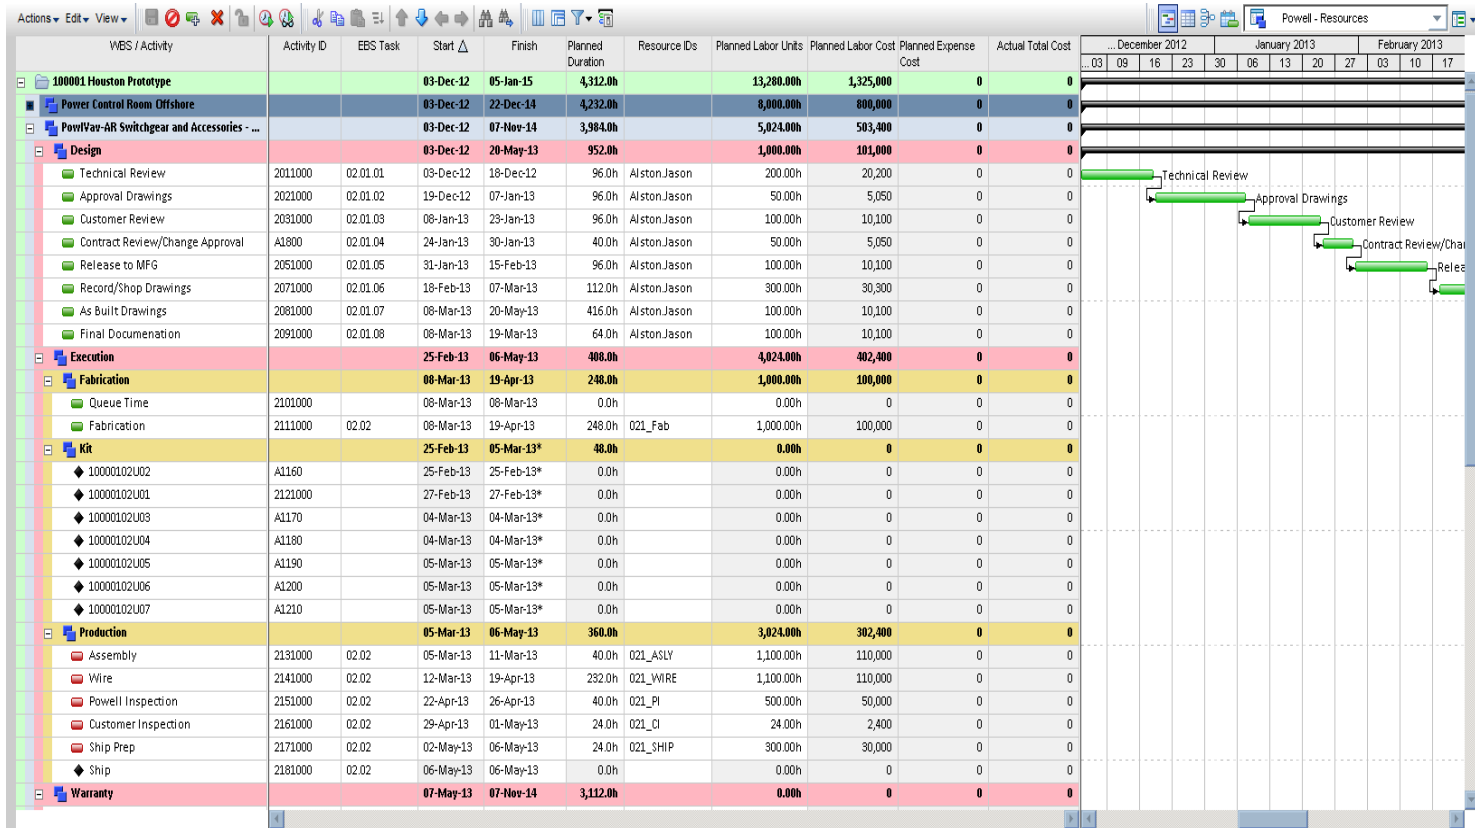 Actions Edit View Powell - Resources
WBS / Activity Activity ID EBS Task Start Finish Planned Duration Resource IDs Planned Labor Units Planned Labor Cost Planned Expense Cost Actual Total Cost
... December 2012 January 2013 February 2013
... 03 09 16 23 30 06 13 20 27 03 10 17
100001 Houston Prototype 03-Dec-12 05-Jan-15 4,312.0h 13,280.00h 1,325,000 0 0
Power Control Room Offshore 03-Dec-12 22-Dec-14 4,232.0h 8,000.00h 800,000 0 0
PowlVav-AR Switchgear and Accessories - ... 03-Dec-12 07-Nov-14 3,984.0h 5,024.00h 503,400 0 0
Design 03-Dec-12 20-May-13 952.0h 1,000.00h 101,000 0 0
Technical Review 2011000 02.01.01 03-Dec-12 18-Dec-12 96.0h Alston.Jason 200.00h 20,200 0 0 Technical Review
Approval Drawings 2021000 02.01.02 19-Dec-12 07-Jan-13 96.0h Alston.Jason 50.00h 5,050 0 0 Approval Drawings
Customer Review 2031000 02.01.03 08-Jan-13 23-Jan-13 96.0h Alston.Jason 100.00h 10,100 0 0 Customer Review
Contract Review/Change Approval A1800 02.01.04 24-Jan-13 30-Jan-13 40.0h Alston.Jason 50.00h 5,050 0 0 Contract Review/Chan
Release to MFG 2051000 02.01.05 31-Jan-13 15-Feb-13 96.0h Alston.Jason 100.00h 10,100 0 0 Relea
Record/Shop Drawings 2071000 02.01.06 18-Feb-13 07-Mar-13 112.0h Alston.Jason 300.00h 30,300 0 0
As Built Drawings 2081000 02.01.07 08-Mar-13 20-May-13 416.0h Alston.Jason 100.00h 10,100 0 0
Final Documenation 2091000 02.01.08 08-Mar-13 19-Mar-13 64.0h Alston.Jason 100.00h 10,100 0 0
Execution 25-Feb-13 06-May-13 408.0h 4,024.00h 402,400 0 0
Fabrication 08-Mar-13 19-Apr-13 248.0h 1,000.00h 100,000 0 0
Queue Time 2101000 08-Mar-13 08-Mar-13 0.0h 0.00h 0 0 0
Fabrication 2111000 02.02 08-Mar-13 19-Apr-13 248.0h 021_Fab 1,000.00h 100,000 0 0
Kit 25-Feb-13 05-Mar-13* 48.0h 0.00h 0 0 0
10000102U02 A1160 25-Feb-13 25-Feb-13* 0.0h 0.00h 0 0 0
10000102U01 2121000 27-Feb-13 27-Feb-13* 0.0h 0.00h 0 0 0
10000102U03 A1170 04-Mar-13 04-Mar-13* 0.0h 0.00h 0 0 0
10000102U04 A1180 04-Mar-13 04-Mar-13* 0.0h 0.00h 0 0 0
10000102U05 A1190 05-Mar-13 05-Mar-13* 0.0h 0.00h 0 0 0
10000102U06 A1200 05-Mar-13 05-Mar-13* 0.0h 0.00h 0 0 0
10000102U07 A1210 05-Mar-13 05-Mar-13* 0.0h 0.00h 0 0 0
Production 05-Mar-13 06-May-13 360.0h 3,024.00h 302,400 0 0
Assembly 2131000 02.02 05-Mar-13 11-Mar-13 40.0h 021_ASLY 1,100.00h 110,000 0 0
Wire 2141000 02.02 12-Mar-13 19-Apr-13 232.0h 021_WIRE 1,100.00h 110,000 0 0
Powell Inspection 2151000 02.02 22-Apr-13 26-Apr-13 40.0h 021_PI 500.00h 50,000 0 0
Customer Inspection 2161000 02.02 29-Apr-13 01-May-13 24.0h 021_CI 24.00h 2,400 0 0
Ship Prep 2171000 02.02 02-May-13 06-May-13 24.0h 021_SHIP 300.00h 30,000 0 0
Ship 2181000 02.02 06-May-13 06-May-13 0.0h 0.00h 0 0 0
Warranty 07-May-13 07-Nov-14 3,112.0h 0.00h 0 0 0